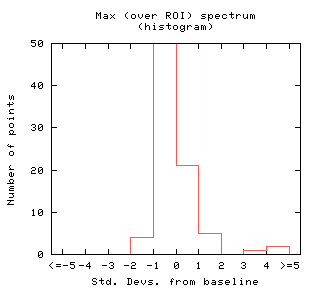 Max (over ROI) spectrum
(histogram)
50
40
30
20
10
0
Number of points
<=-5 -4 -3 -2 -1 0 1 2 3 4 >=5
Std. Devs. from baseline